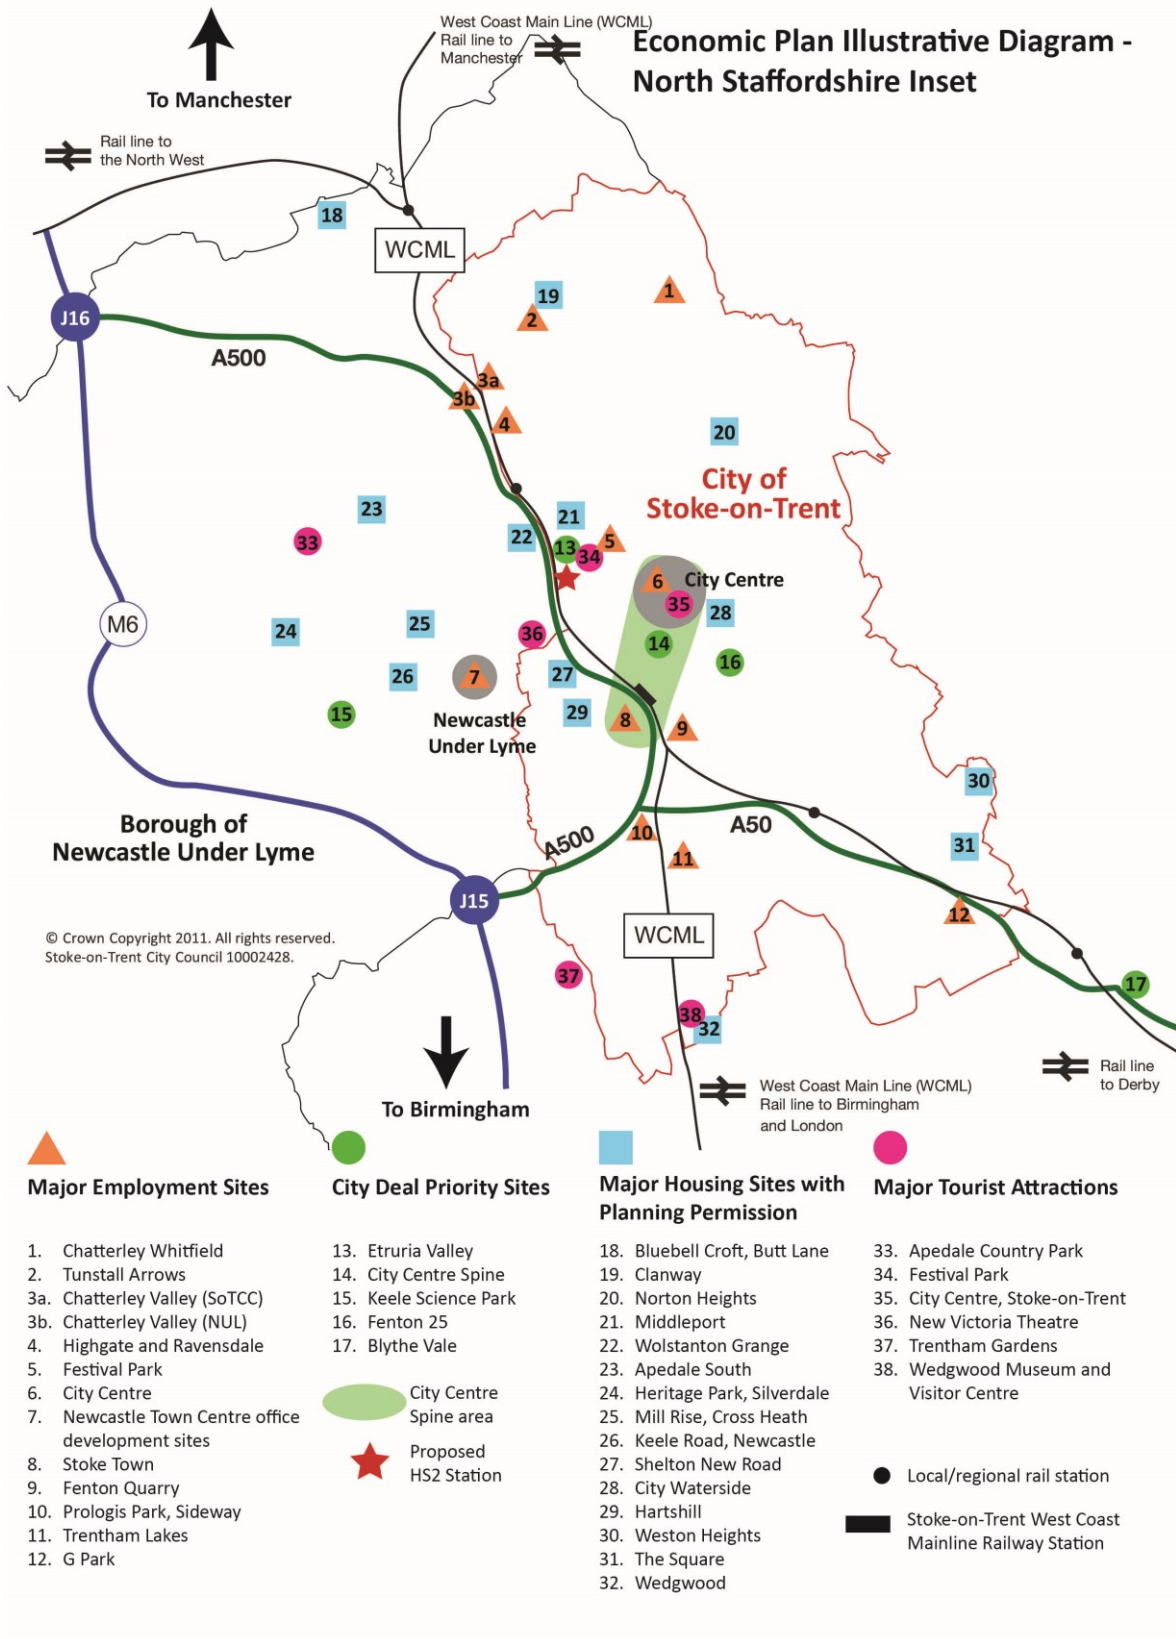 West Coast Main Line (WCML)
Rail line to
Manchester
Economic Plan Illustrative Diagram -
North Staffordshire Inset
To Manchester
Rail line to
the North West
18
WCML
J16
A500
19
1
2
3a
3b
4
20
City of
Stoke-on-Trent
23
33
21
22
13
34
5
6
City Centre
35
28
M6
24
25
36
14
16
26
7
27
15
29
8
9
Newcastle
Under Lyme
30
Borough of
Newcastle Under Lyme
A500
10
A50
11
31
J15
12
© Crown Copyright 2011. All rights reserved.
Stoke-on-Trent City Council 10002428.
WCML
37
17
38
32
To Birmingham
West Coast Main Line (WCML)
Rail line to Birmingham
and London
Rail line
to Derby
Major Employment Sites
1. Chatterley Whitfield
2. Tunstall Arrows
3a. Chatterley Valley (SoTCC)
3b. Chatterley Valley (NUL)
4. Highgate and Ravensdale
5. Festival Park
6. City Centre
7. Newcastle Town Centre office
development sites
8. Stoke Town
9. Fenton Quarry
10. Prologis Park, Sideway
11. Trentham Lakes
12. G Park
City Deal Priority Sites
13. Etruria Valley
14. City Centre Spine
15. Keele Science Park
16. Fenton 25
17. Blythe Vale
City Centre
Spine area
Proposed
HS2 Station
Major Housing Sites with
Planning Permission
18. Bluebell Croft, Butt Lane
19. Clanway
20. Norton Heights
21. Middleport
22. Wolstanton Grange
23. Apedale South
24. Heritage Park, Silverdale
25. Mill Rise, Cross Heath
26. Keele Road, Newcastle
27. Shelton New Road
28. City Waterside
29. Hartshill
30. Weston Heights
31. The Square
32. Wedgwood
Major Tourist Attractions
33. Apedale Country Park
34. Festival Park
35. City Centre, Stoke-on-Trent
36. New Victoria Theatre
37. Trentham Gardens
38. Wedgwood Museum and
Visitor Centre
Local/regional rail station
Stoke-on-Trent West Coast
Mainline Railway Station